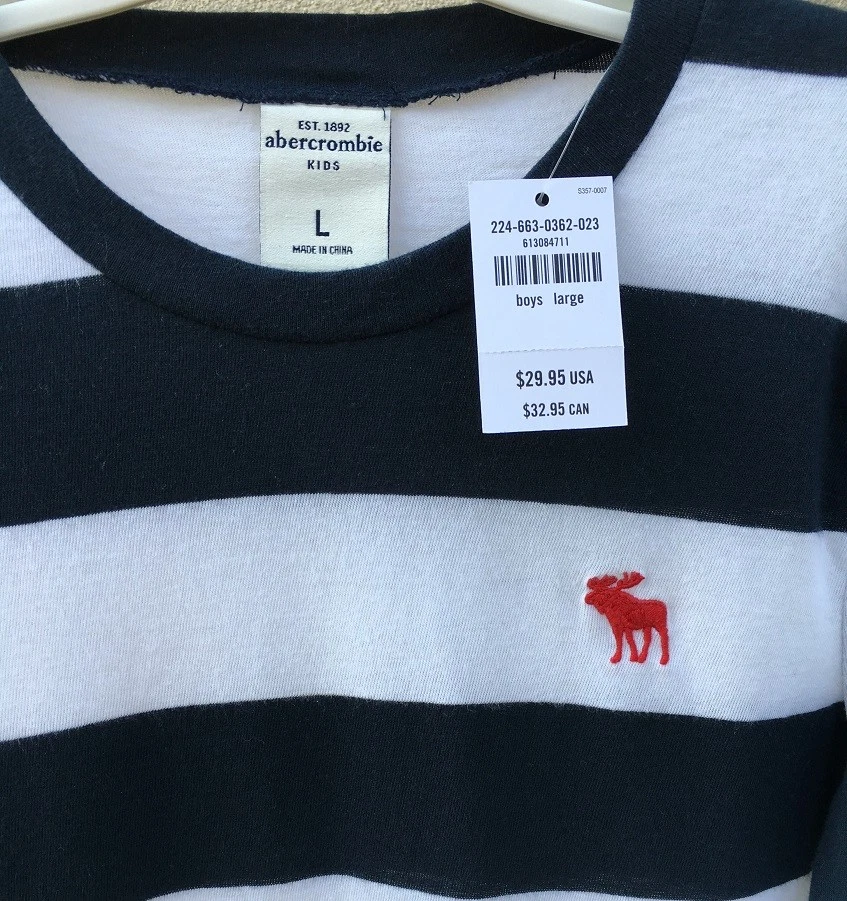 EST. 1892
abercrombie
KIDS
L
MADE IN CHINA
S357-0007
224-663-0362-023
613084711
boys large
$29.95 USA
$32.95 CAN